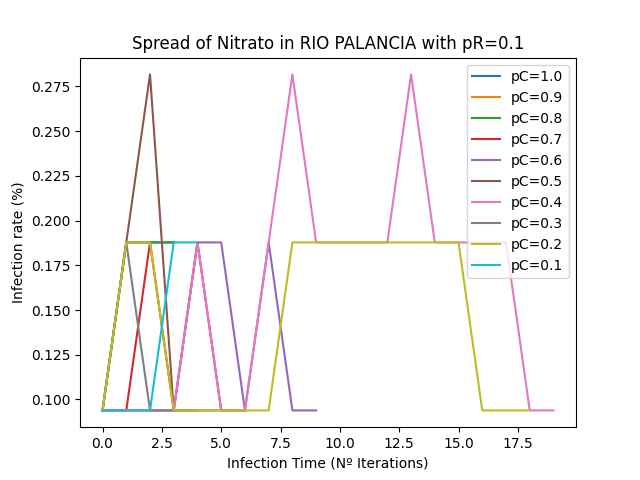 Spread of Nitrato in RIO PALANCIA with pR=0.1
Infection rate (%)
0.275
0.250
0.225
0.200
0.175
0.150
0.125
0.100
pC=1.0
pC=0.9
pC=0.8
pC=0.7
pC=0.6
pC=0.5
pC=0.4
pC=0.3
pC=0.2
pC=0.1
0.0 2.5 5.0 7.5 10.0 12.5 15.0 17.5
Infection Time (Nº Iterations)